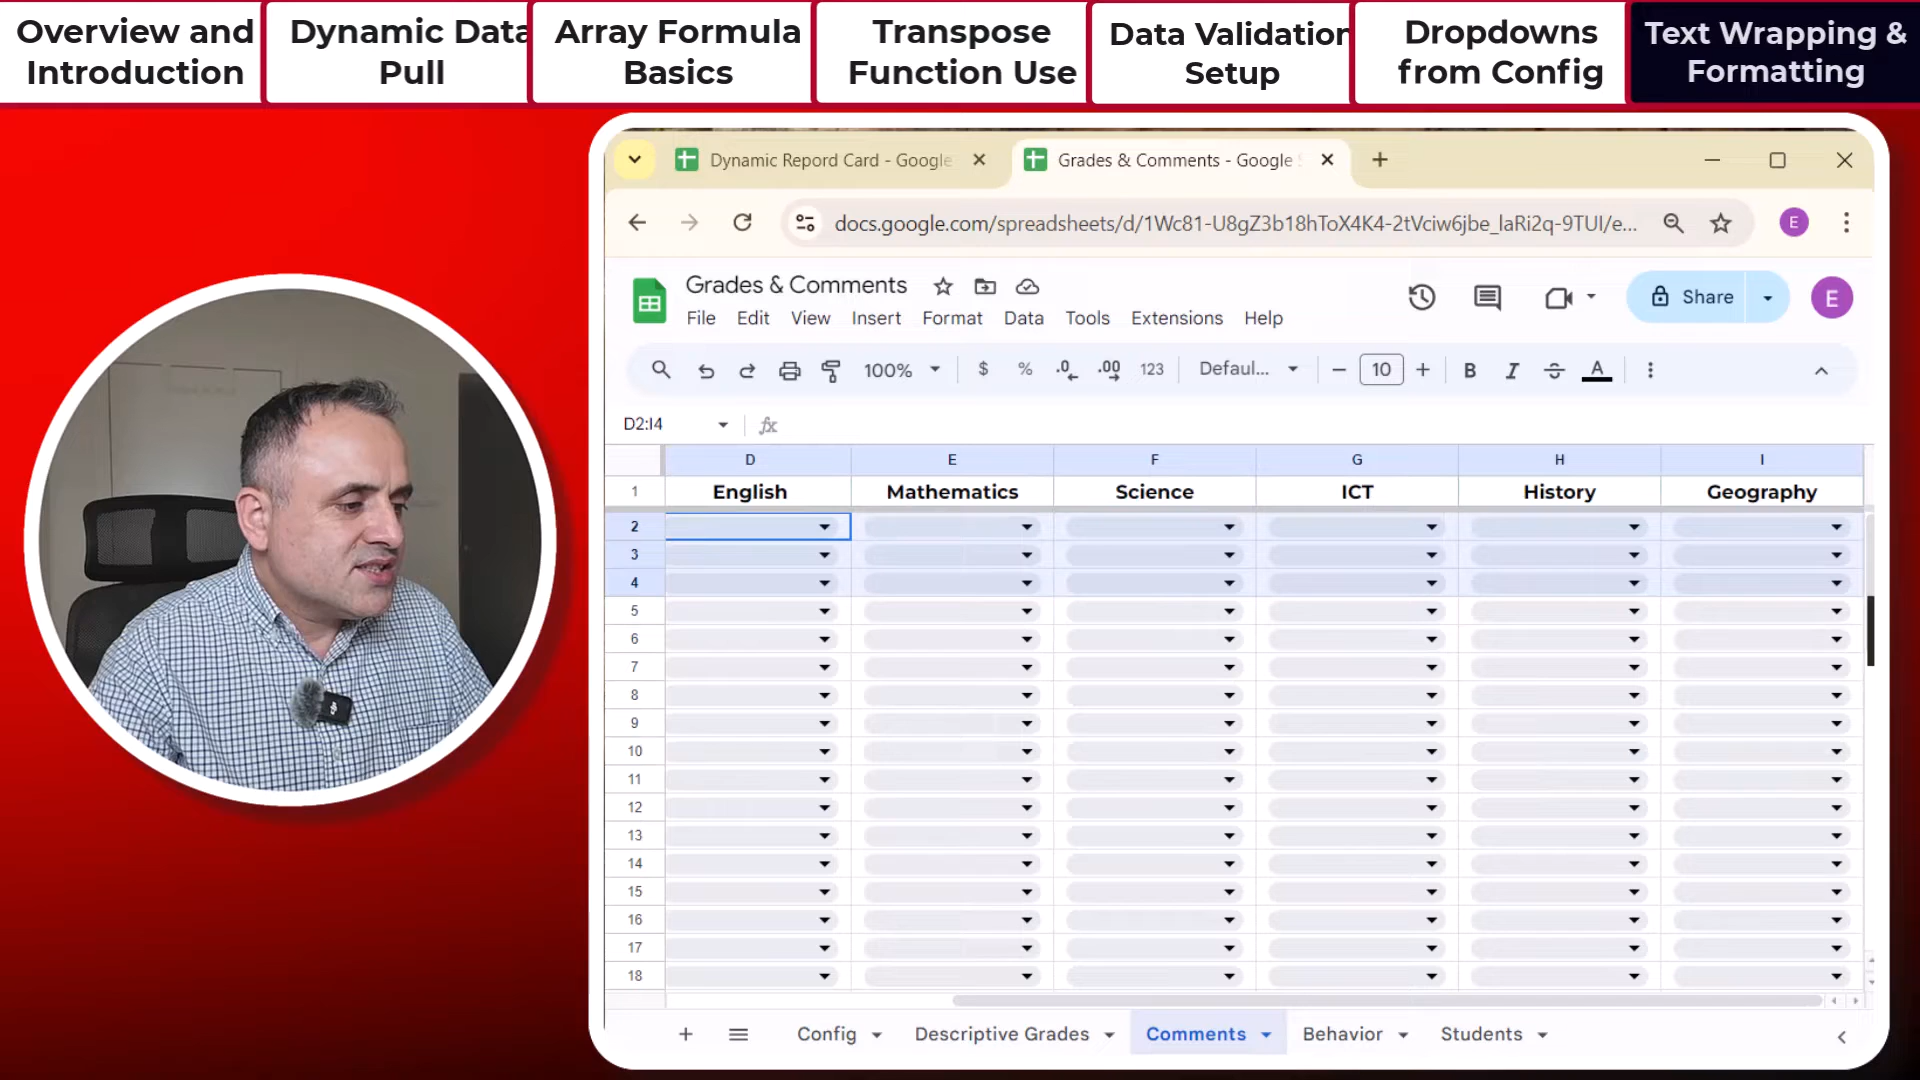 Overview and Introduction
Dynamic Data Pull
Array Formula Basics
Transpose Function Use
Data Validation Setup
Dropdowns from Config
Text Wrapping & Formatting
Dynamic Repord Card - Google
Grades & Comments - Google
docs.google.com/spreadsheets/d/1Wc81-U8gZ3b18hToX4K4-2tVciw6jbe_laRi2q-9TUI/e...
E
Grades & Comments
Share
E
File Edit View Insert Format Data Tools Extensions Help
100% $ % .0 .00 123 Defaul... 10 B I A
D2:I4 fx
D E F G H I
1 English Mathematics Science ICT History Geography
2
3
4
5
6
7
8
9
10
11
12
13
14
15
16
17
18
Config Descriptive Grades Comments Behavior Students